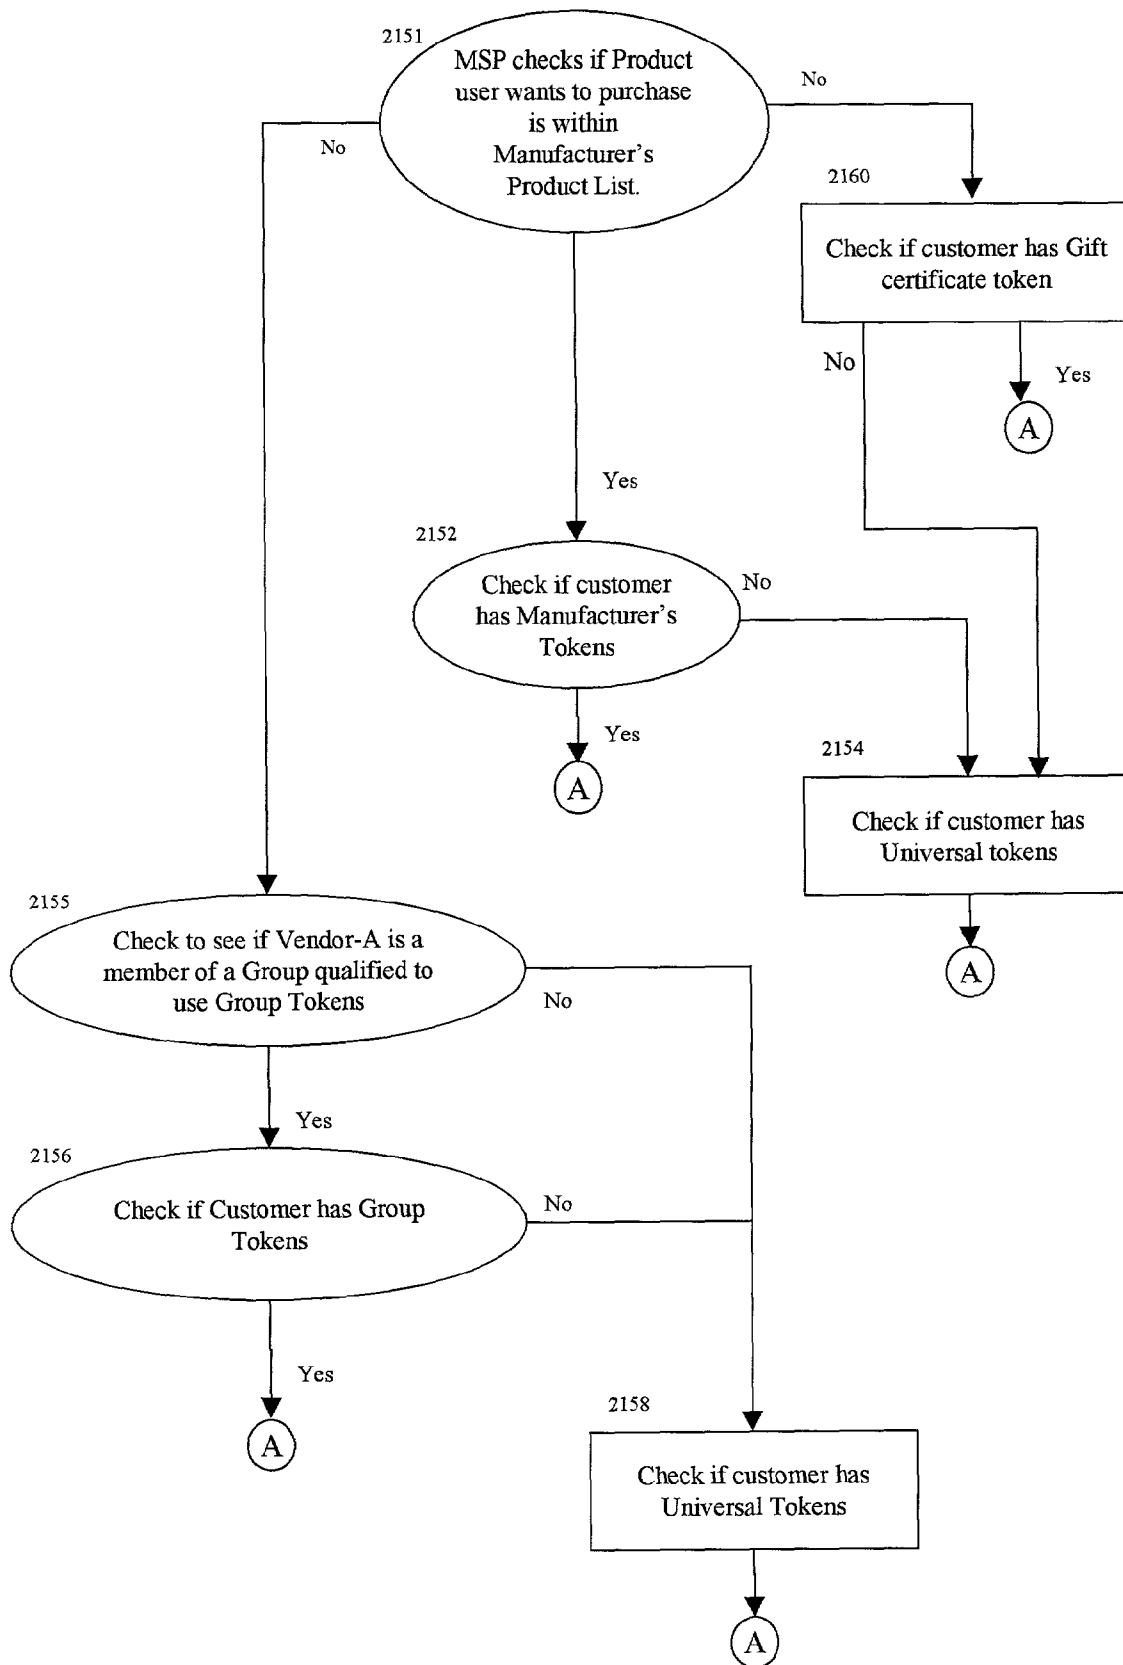 2151
MSP checks if Product
user wants to purchase
is within
Manufacturer's
Product List.
No
No
2160
Check if customer has Gift
certificate token
No
Yes
A
Yes
2152
Check if customer
has Manufacturer's
Tokens
No
Yes
A
2154
Check if customer has
Universal tokens
A
2155
Check to see if Vendor-A is a
member of a Group qualified to
use Group Tokens
No
Yes
2156
Check if Customer has Group
Tokens
No
Yes
A
2158
Check if customer has
Universal Tokens
A